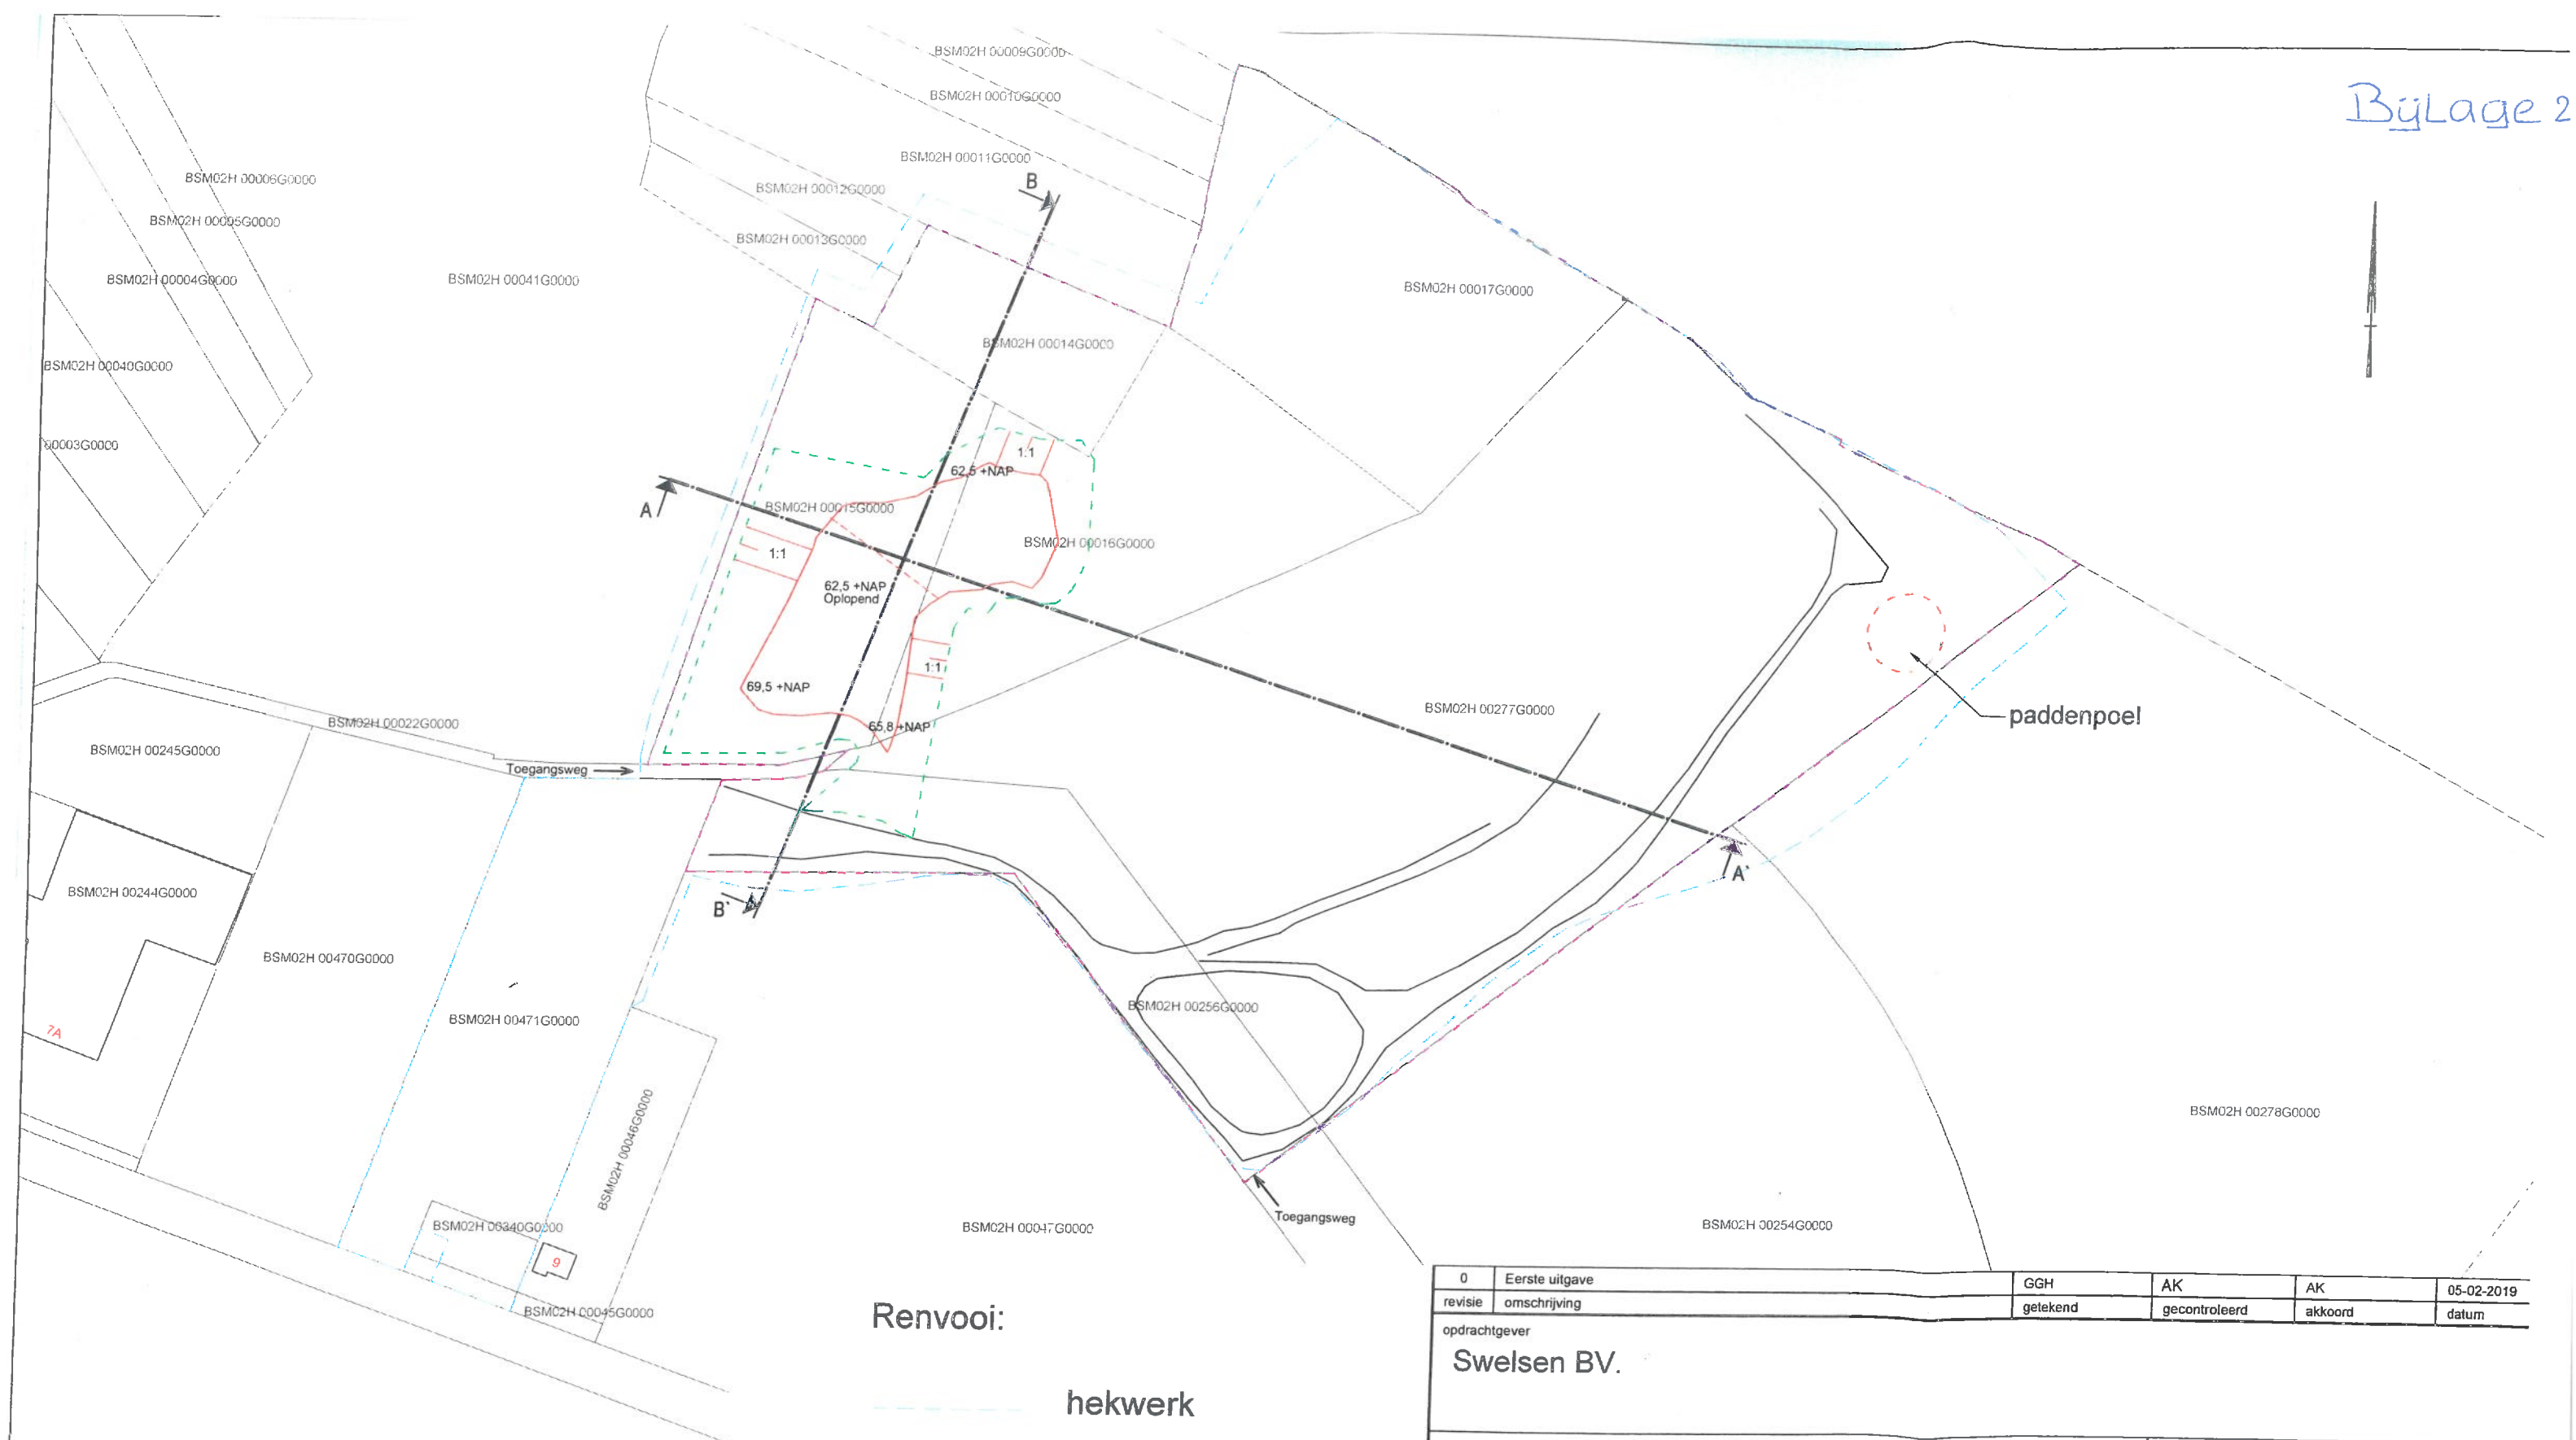 Bijlage 2
BSM02H 00009G0000
BSM02H 00010G0000
BSM02H 00011G0000
B
BSM02H 00012G0000
BSM02H 00013G0000
BSM02H 00006G0000
BSM02H 00005G0000
BSM02H 00004G0000
BSM02H 00041G0000
BSM02H 00017G0000
BSM02H 00014G0000
BSM02H 00040G0000
00003G0000
1:1
62,5 +NAP
A
BSM02H 00015G0000
BSM02H 00016G0000
1:1
62,5 +NAP
Oplopend
1:1
69,5 +NAP
65,8 +NAP
BSM02H 00277G0000
paddenpoel
BSM02H 00022G0000
BSM02H 00245G0000
Toegangsweg
A'
BSM02H 00244G0000
B'
BSM02H 00470G0000
BSM02H 00256G0000
BSM02H 00471G0000
7A
BSM02H 00046G0000
BSM02H 00278G0000
Toegangsweg
BSM02H 00340G0000
BSM02H 00047G0000
BSM02H 00254G0000
9
BSM02H 00045G0000
Renvooi:
hekwerk
0 Eerste uitgave GGH AK AK 05-02-2019
revisie omschrijving getekend gecontroleerd akkoord datum
opdrachtgever
Swelsen BV.